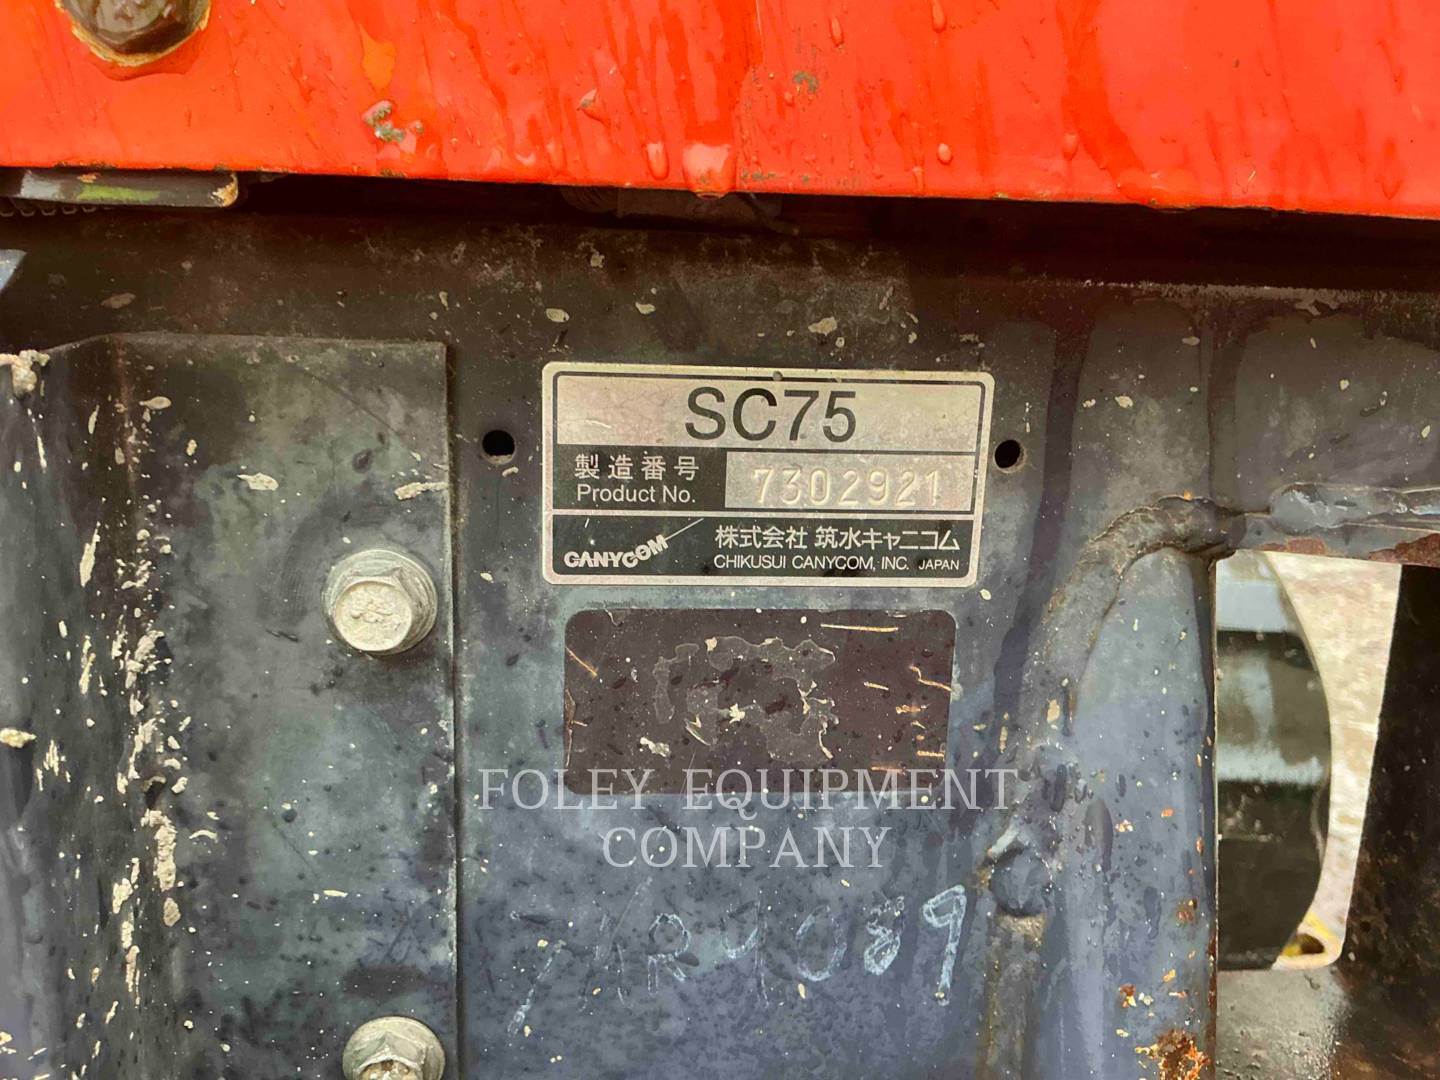 SC75
製造番号
Product No.
7302921
CANYCOM
株式会社 筑水キャニコム
CHIKUSUI CANYCOM, INC. JAPAN
FOLEY EQUIPMENT
COMPANY